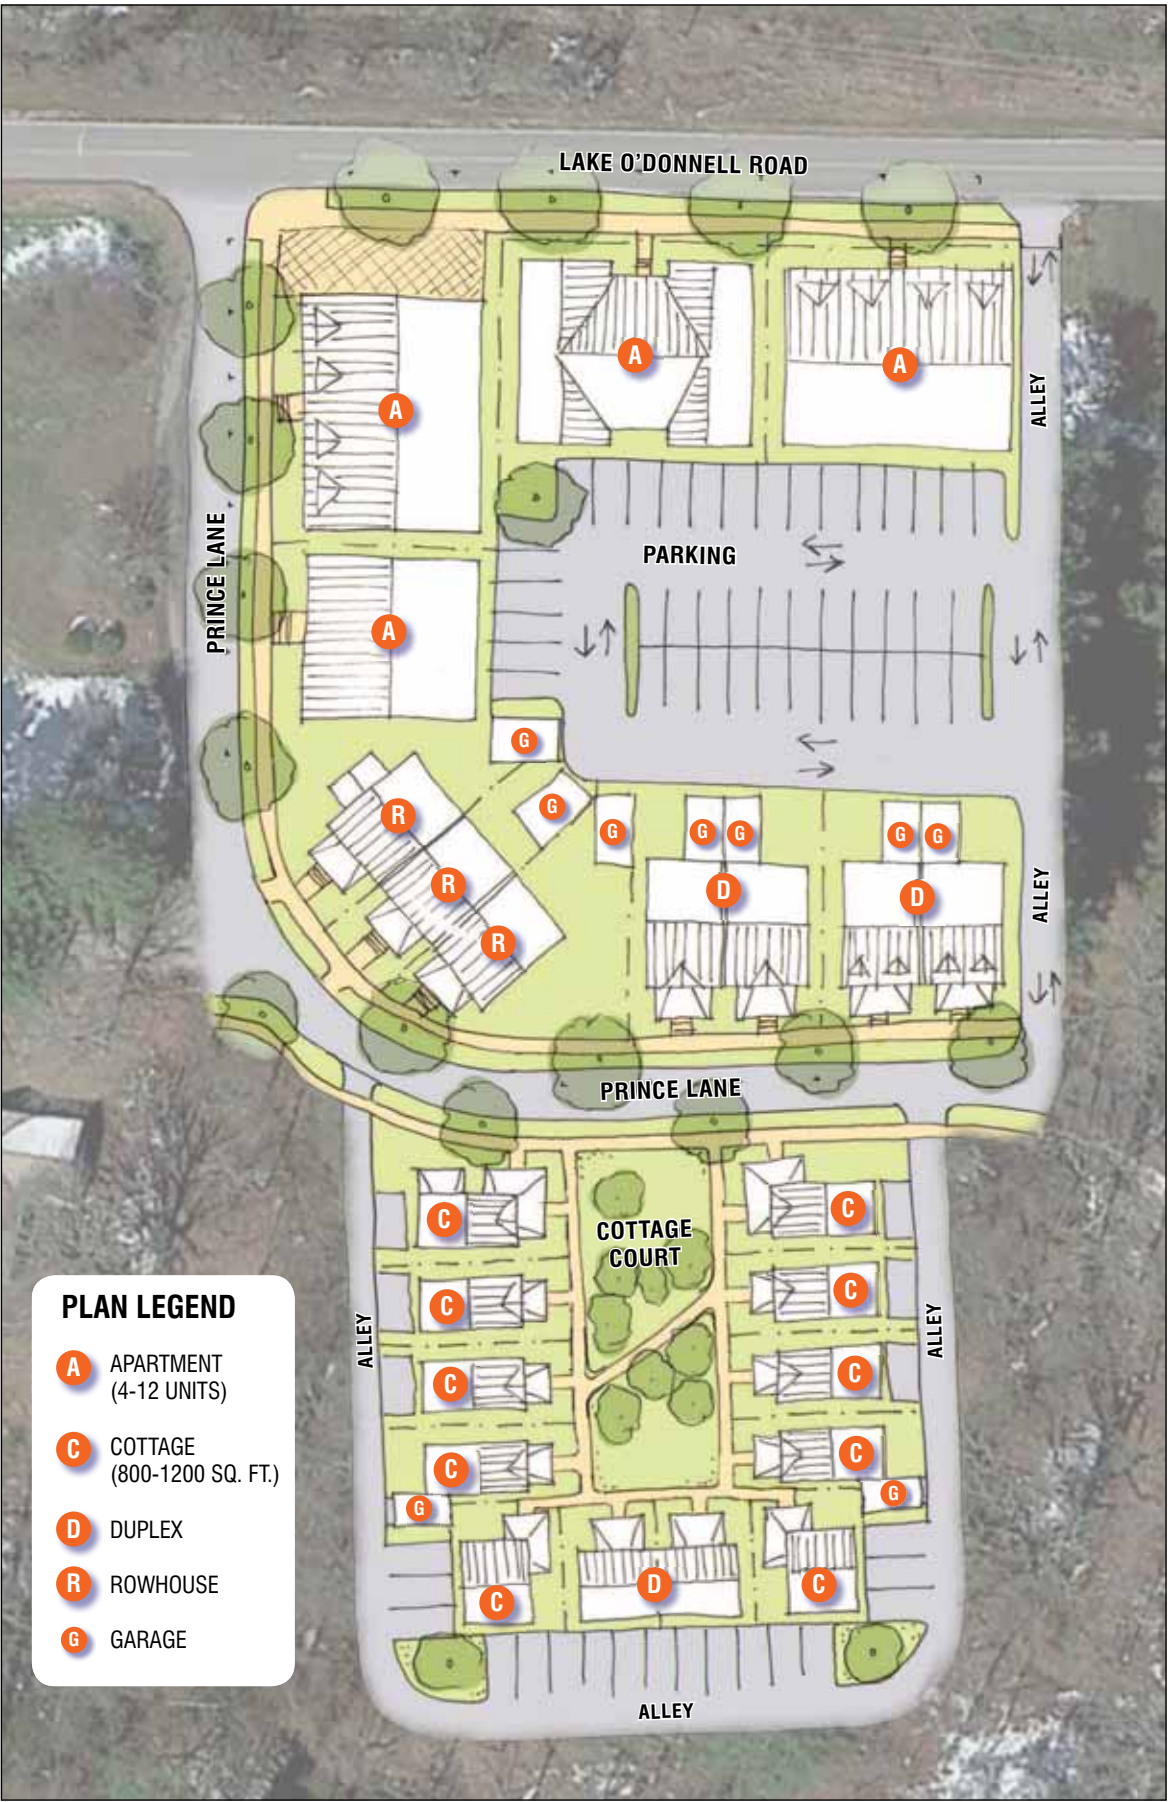 LAKE O'DONNELL ROAD
A
A
A
ALLEY
PRINCE LANE
PARKING
A
G
G
G
G
G
G
G
R
R
R
D
D
ALLEY
PRINCE LANE
COTTAGE
COURT
C
C
C
C
C
C
C
C
G
G
C
D
C
ALLEY
ALLEY
ALLEY
PLAN LEGEND
A APARTMENT
(4-12 UNITS)
C COTTAGE
(800-1200 SQ. FT.)
D DUPLEX
R ROWHOUSE
G GARAGE